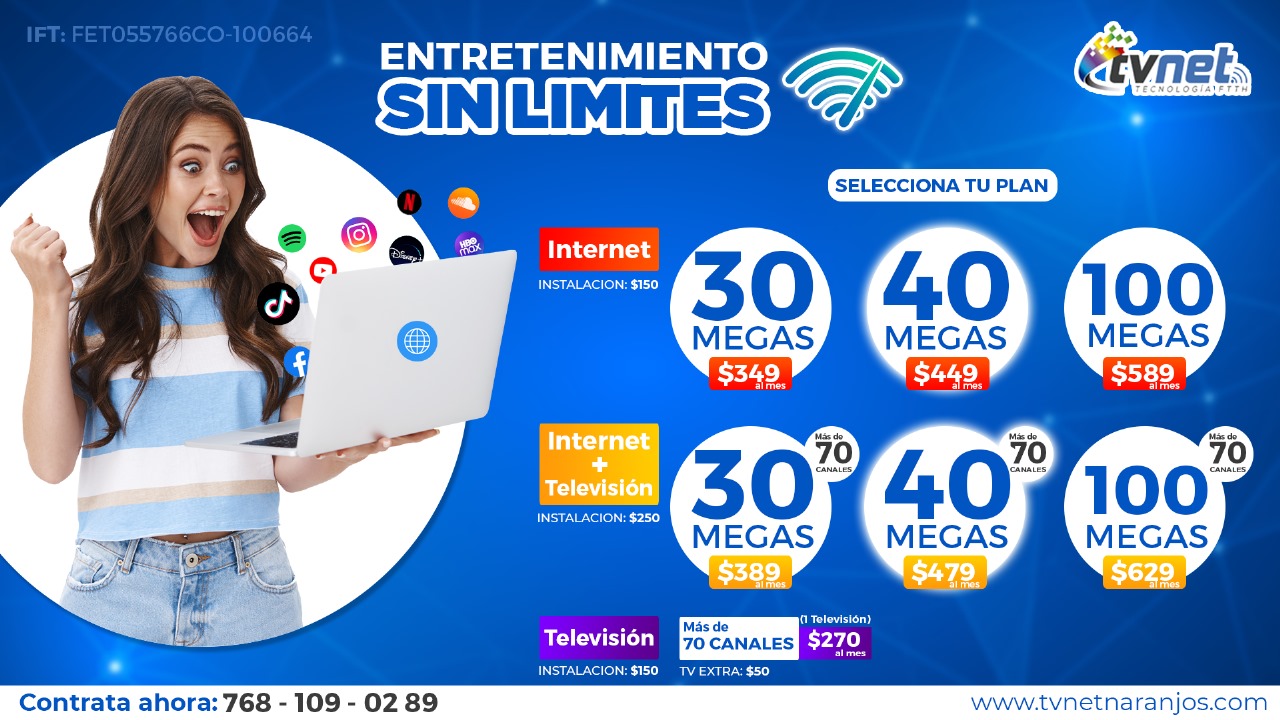 IFT: FET055766CO-100664
ENTRETENIMIENTO
SIN LIMITES
tvnet
TECNOLOGIA FTTH
SELECCIONA TU PLAN
N
Disney+
HBO
max
f
Internet
INSTALACION: $150
30
MEGAS
$349
al mes
40
MEGAS
$449
al mes
100
MEGAS
$589
al mes
Internet
+
Televisión
INSTALACION: $250
30
MEGAS
Más de
70
CANALES
$389
al mes
40
MEGAS
Más de
70
CANALES
$479
al mes
100
MEGAS
Más de
70
CANALES
$629
al mes
Televisión
INSTALACION: $150
Más de
70 CANALES
(1 Televisión)
$270
al mes
TV EXTRA: $50
Contrata ahora: 768 - 109 - 02 89
www.tvnetnaranjos.com